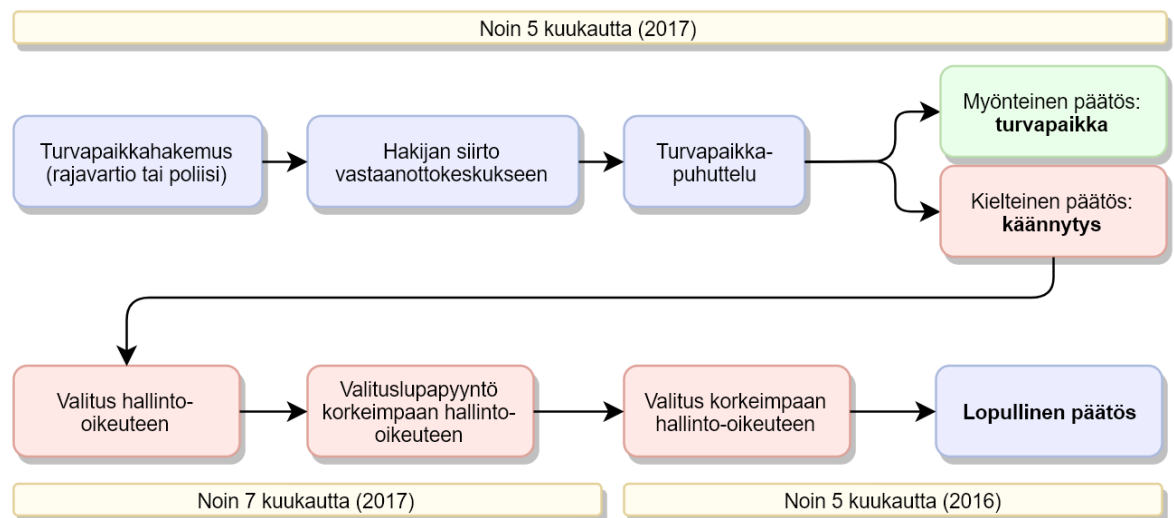 Noin 5 kuukautta (2017)
Turvapaikkahakemus
(rajavartio tai poliisi)
Hakijan siirto
vastaanottokeskukseen
Turvapaikka-
puhuttelu
Myönteinen päätös:
turvapaikka
Kielteinen päätös:
käännytys
Valitus hallinto-
oikeuteen
Valituslupapyyntö
korkeimpaan hallinto-
oikeuteen
Valitus korkeimpaan
hallinto-oikeuteen
Lopullinen päätös
Noin 7 kuukautta (2017)
Noin 5 kuukautta (2016)